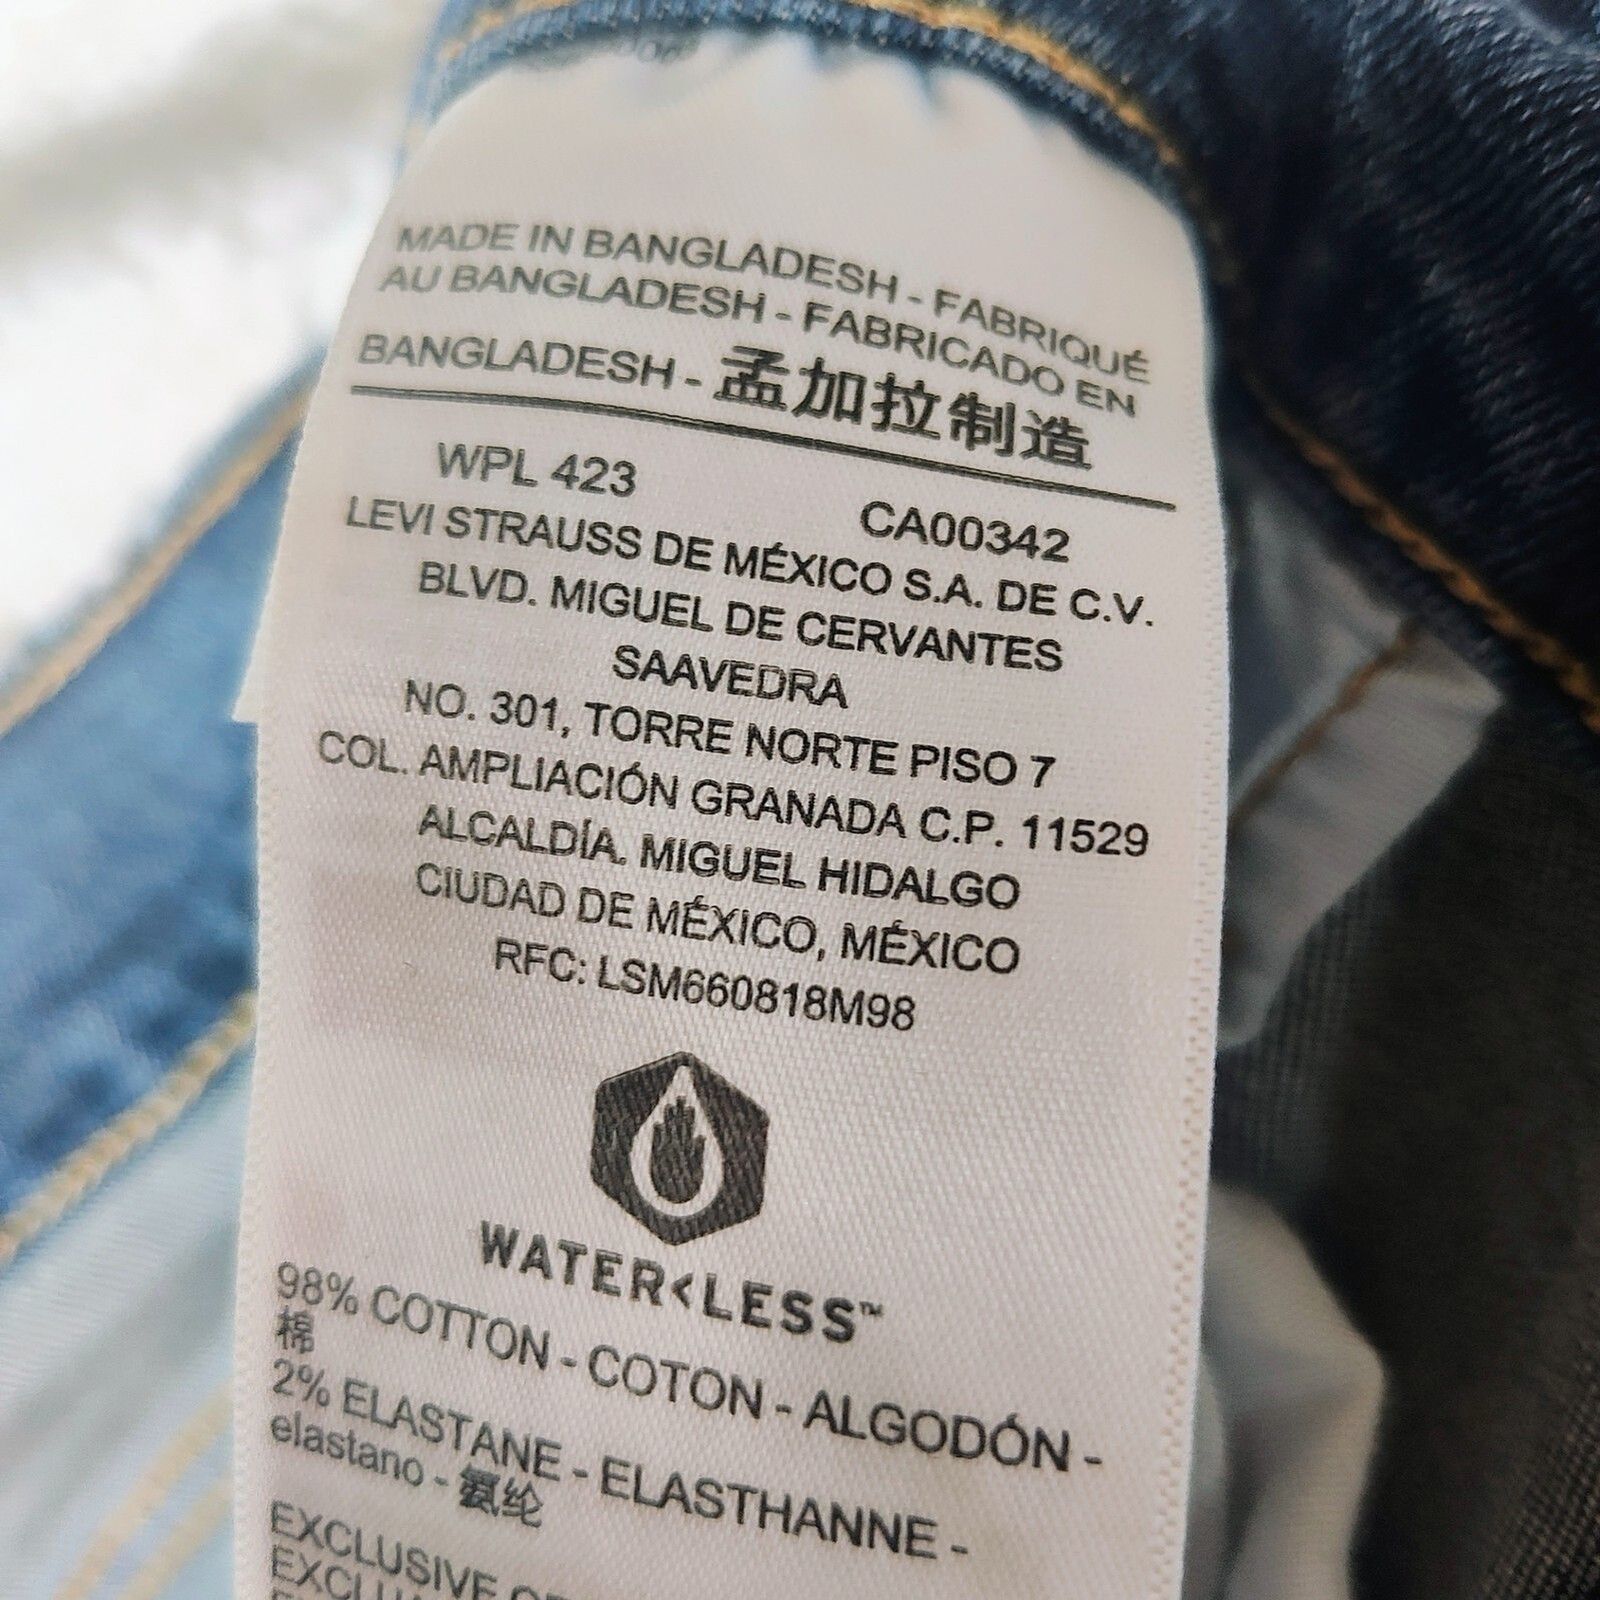 MADE IN BANGLADESH - FABRIQUÉ
AU BANGLADESH - FABRICADO EN
BANGLADESH - 孟加拉制造
WPL 423 CA00342
LEVI STRAUSS DE MÉXICO S.A. DE C.V.
BLVD. MIGUEL DE CERVANTES
SAAVEDRA
NO. 301, TORRE NORTE PISO 7
COL. AMPLIACIÓN GRANADA C.P. 11529
ALCALDÍA. MIGUEL HIDALGO
CIUDAD DE MÉXICO, MÉXICO
RFC: LSM660818M98
WATER<LESS™
98% COTTON - COTON - ALGODÓN -
棉
2% ELASTANE - ELASTHANNE -
elastano - 氨纶
EXCLUSIVE